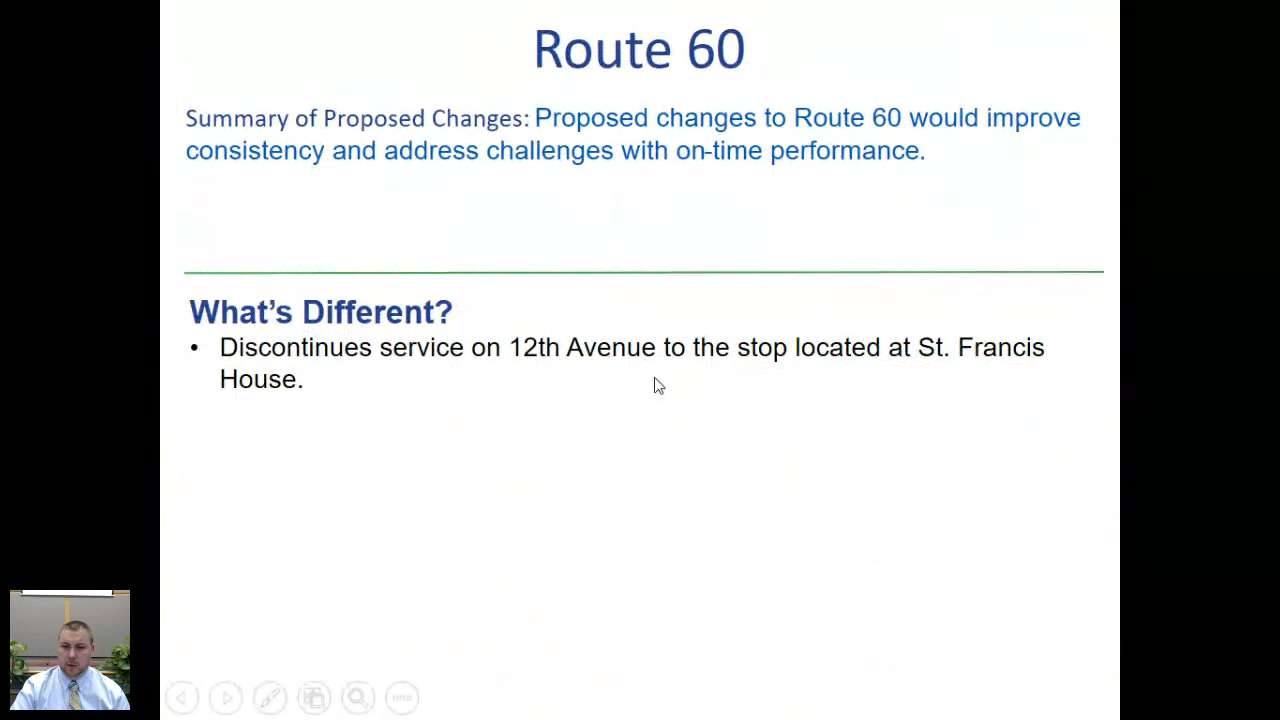 Route 60
Summary of Proposed Changes: Proposed changes to Route 60 would improve
consistency and address challenges with on-time performance.
What's Different?
• Discontinues service on 12th Avenue to the stop located at St. Francis
House.